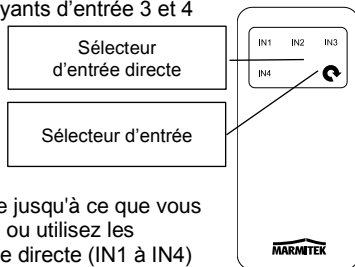 yants d'entrée 3 et 4
Sélecteur
d'entrée directe
IN1 IN2 IN3
IN4
Sélecteur d'entrée
e jusqu'à ce que vous
ou utilisez les
e directe (IN1 à IN4)
MARMITEK